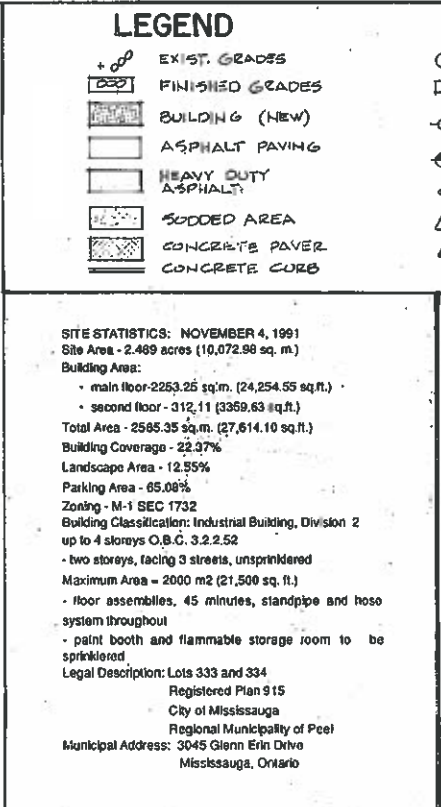 LEGEND
EXIST. GRADES
FINISHED GRADES
BUILDING (NEW)
ASPHALT PAVING
HEAVY DUTY
ASPHALT
SODDED AREA
CONCRETE PAVER
CONCRETE CURB
SITE STATISTICS: NOVEMBER 4, 1991
Site Area - 2.489 acres (10,072.98 sq. m.)
Building Area:
• main floor-2253.25 sq.m. (24,254.55 sq.ft.)
• second floor - 312.11 (3359.63 sq.ft.)
Total Area - 2565.35 sq.m. (27,614.10 sq.ft.)
Building Coverage - 22.37%
Landscape Area - 12.55%
Parking Area - 65.08%
Zoning - M-1 SEC 1732
Building Classification: Industrial Building, Division 2
up to 4 storeys O.B.C. 3.2.2.52
- two storeys, facing 3 streets, unsprinklered
Maximum Area = 2000 m2 (21,500 sq. ft.)
- floor assemblies, 45 minutes, standpipe and hose
system throughout
- paint booth and flammable storage room to be
sprinklered
Legal Description: Lots 333 and 334
Registered Plan 915
City of Mississauga
Regional Municipality of Peel
Municipal Address: 3045 Glenn Erin Drive
Mississauga, Ontario